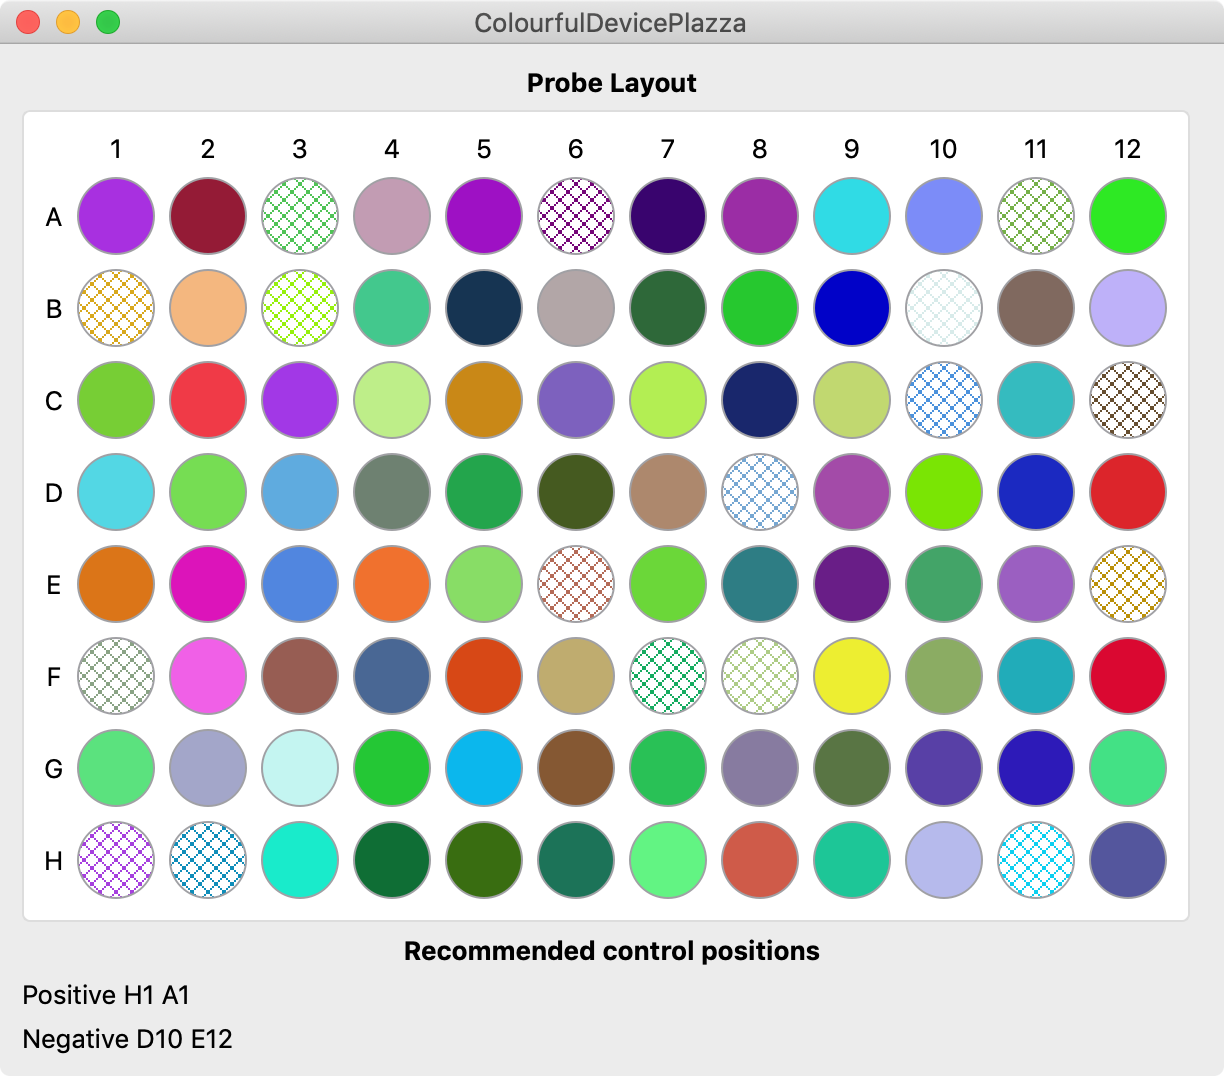 ColourfulDevicePlazza
Probe Layout
1 2 3 4 5 6 7 8 9 10 11 12
A
B
C
D
E
F
G
H
Recommended control positions
Positive H1 A1
Negative D10 E12